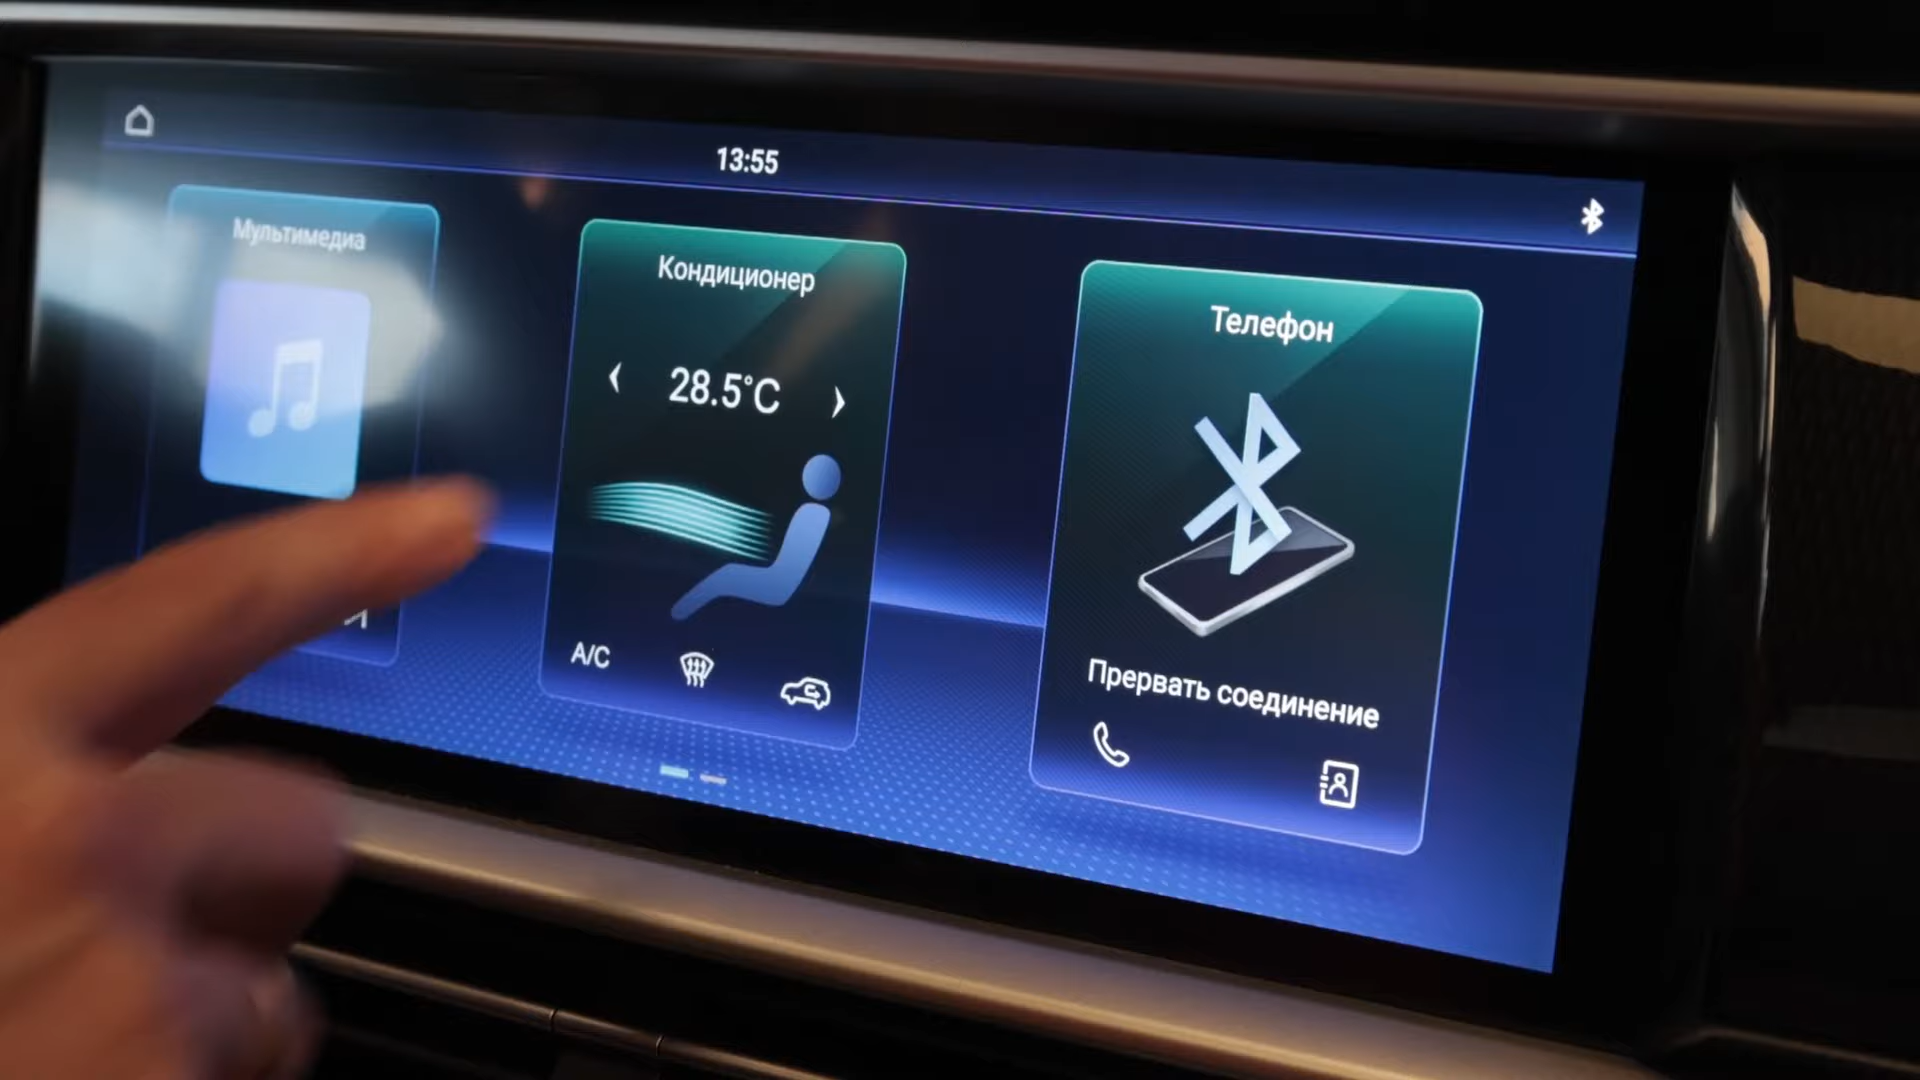 13:55
Мультимедиа
Кондиционер
28.5°C
A/C
Телефон
Прервать соединение